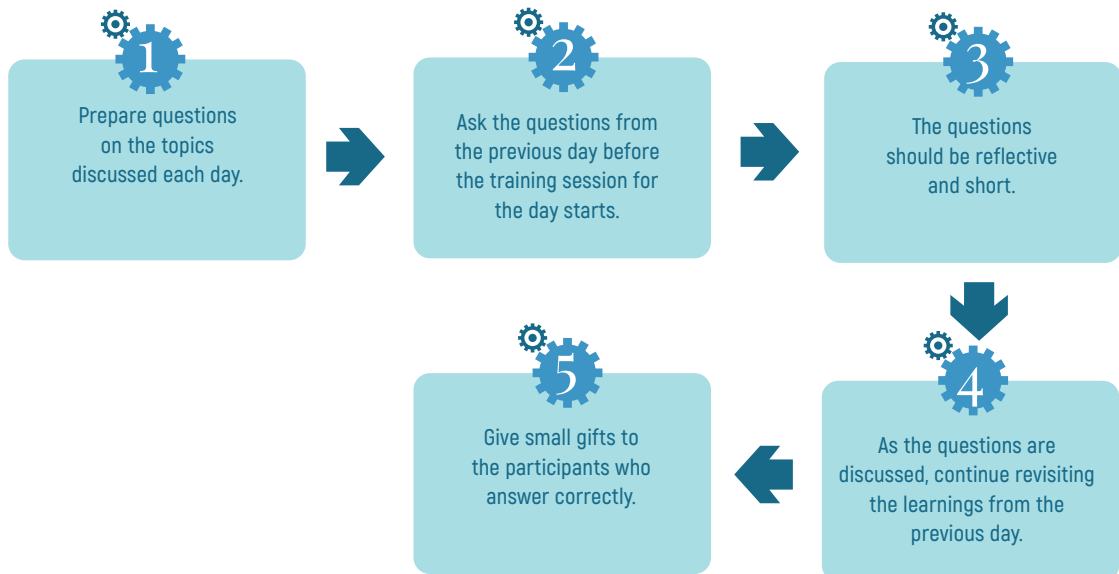 1
Prepare questions
on the topics
discussed each day.
2
Ask the questions from
the previous day before
the training session for
the day starts.
3
The questions
should be reflective
and short.
4
As the questions are
discussed, continue revisiting
the learnings from the
previous day.
5
Give small gifts to
the participants who
answer correctly.